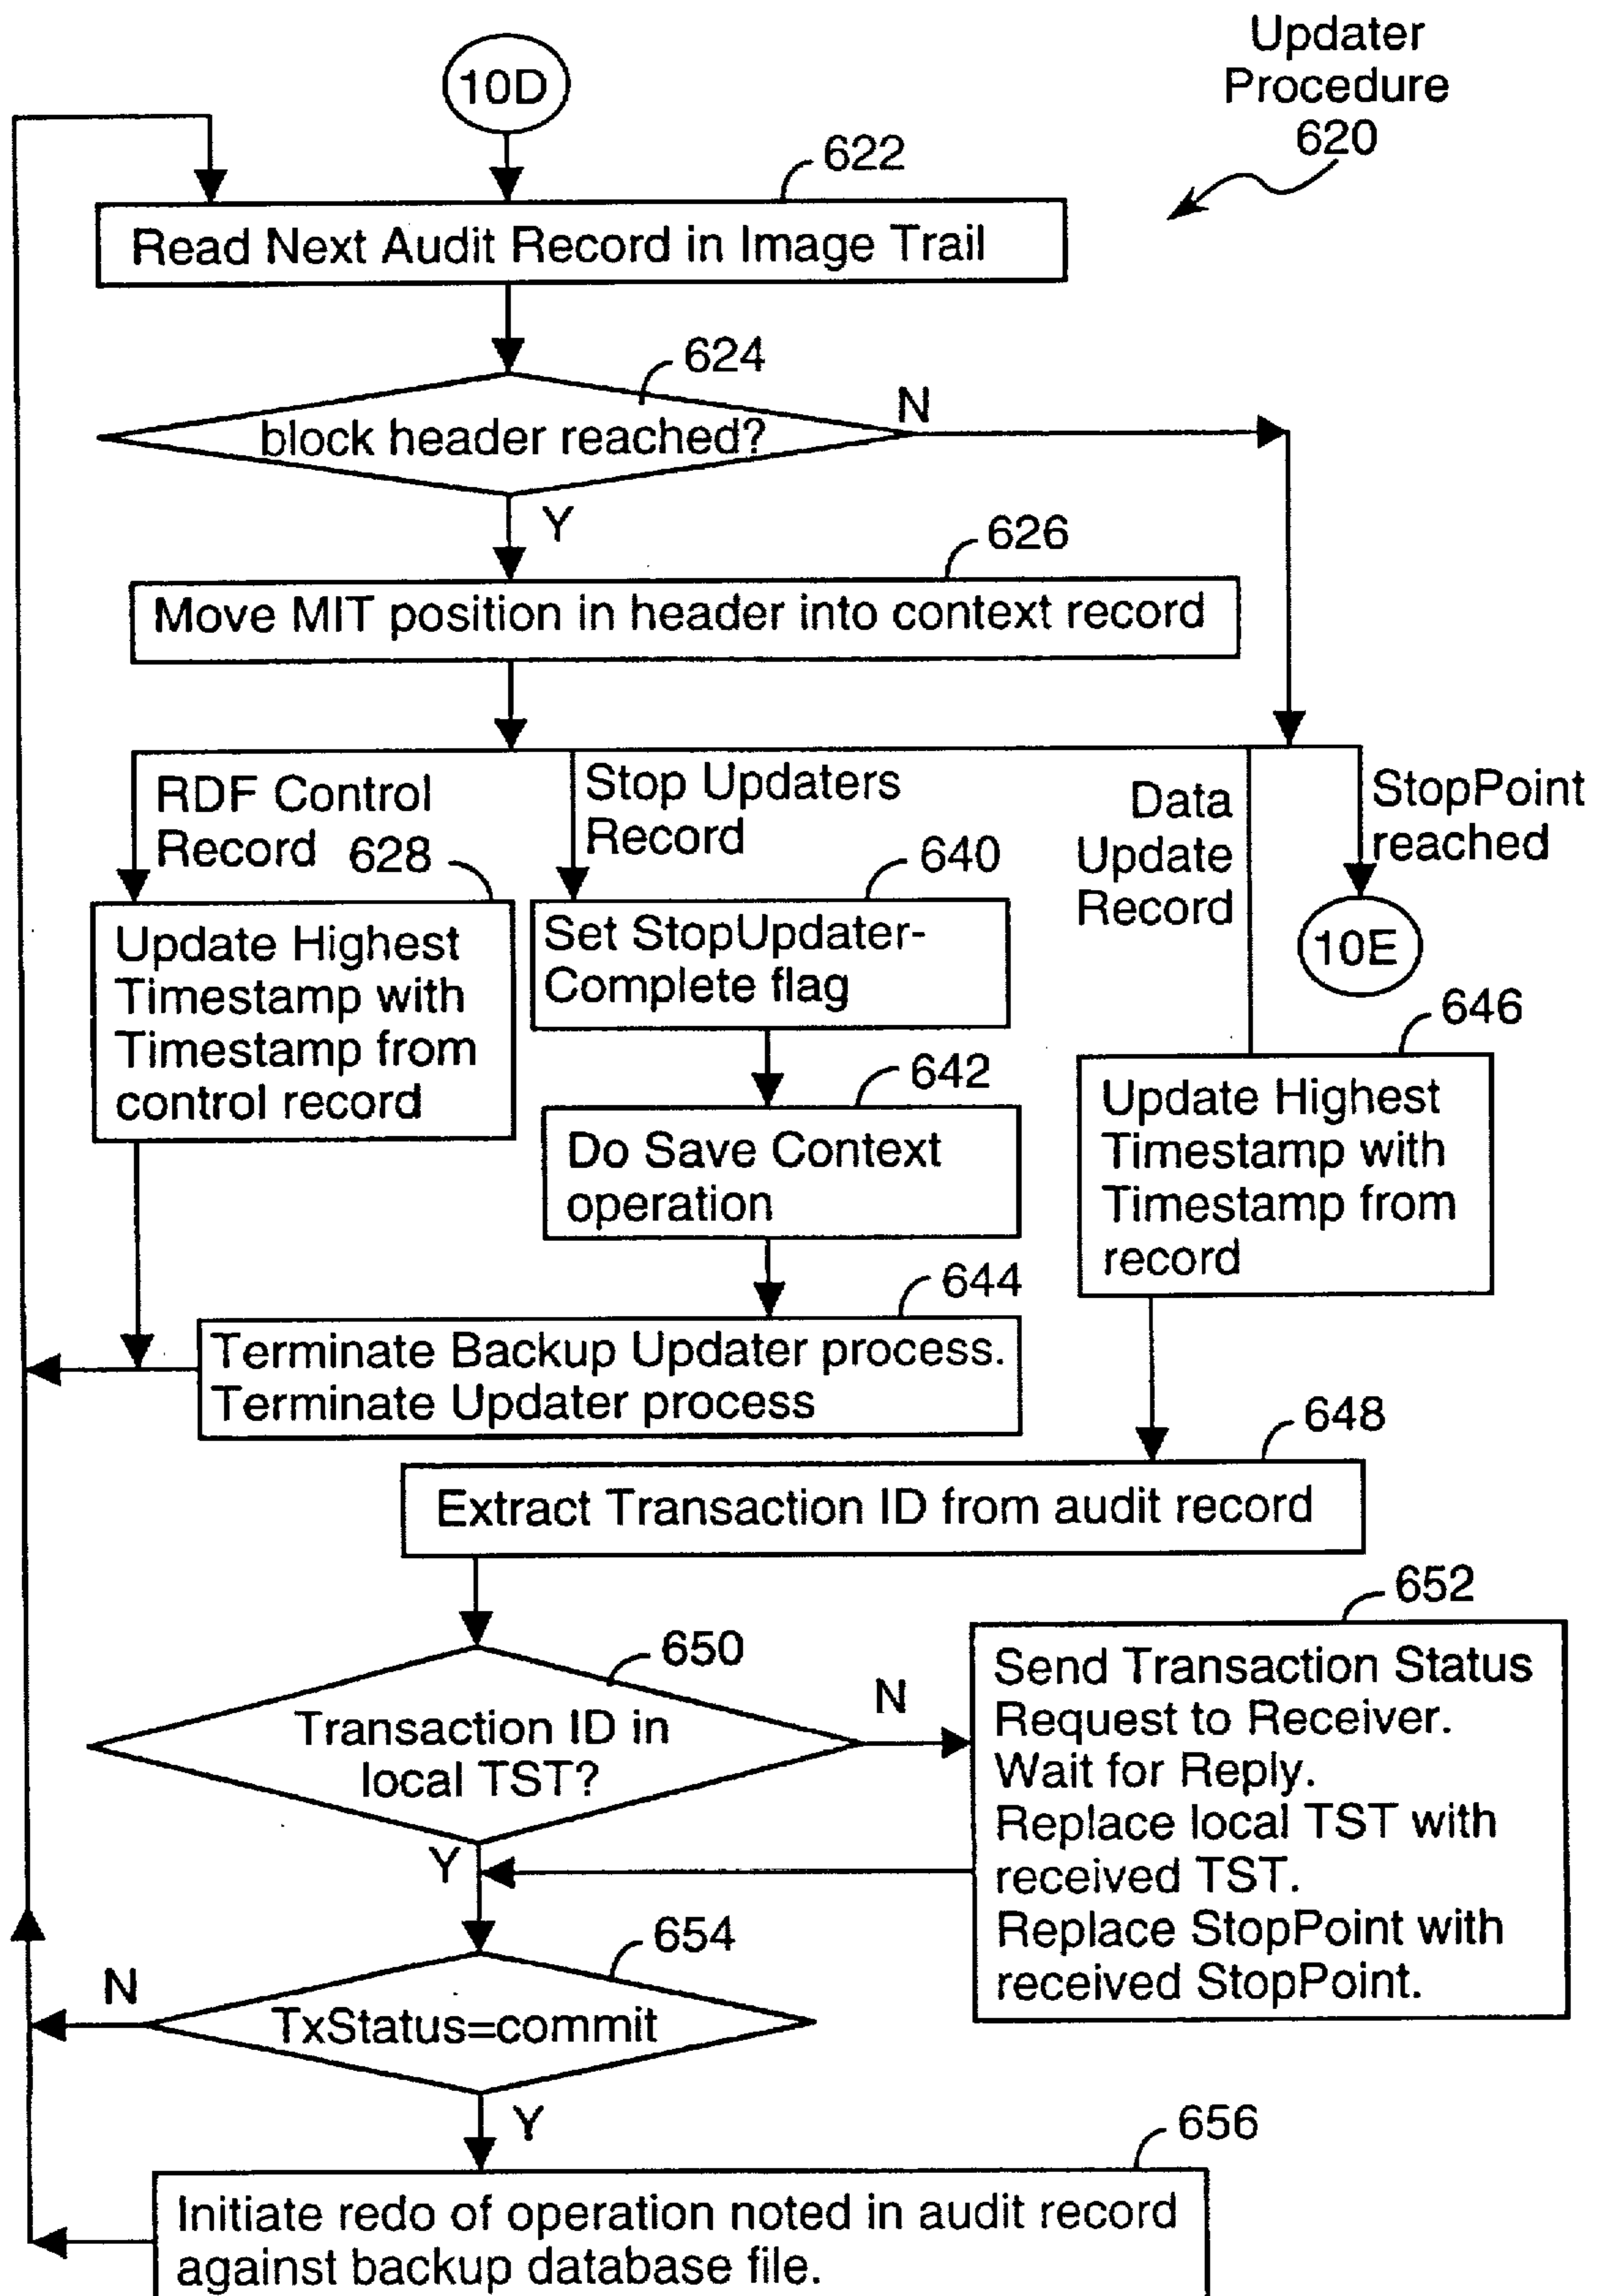 Updater
Procedure
620
10D
622
Read Next Audit Record in Image Trail
624
block header reached?
N
Y
626
Move MIT position in header into context record
RDF Control
Record 628
Stop Updaters
Record
640
Data
Update
Record
StopPoint
reached
10E
Update Highest
Timestamp with
Timestamp from
control record
Set StopUpdater-
Complete flag
642
Do Save Context
operation
646
Update Highest
Timestamp with
Timestamp from
record
644
Terminate Backup Updater process.
Terminate Updater process
648
Extract Transaction ID from audit record
650
Transaction ID in
local TST?
N
Y
652
Send Transaction Status
Request to Receiver.
Wait for Reply.
Replace local TST with
received TST.
Replace StopPoint with
received StopPoint.
654
TxStatus=commit
N
Y
656
Initiate redo of operation noted in audit record
against backup database file.